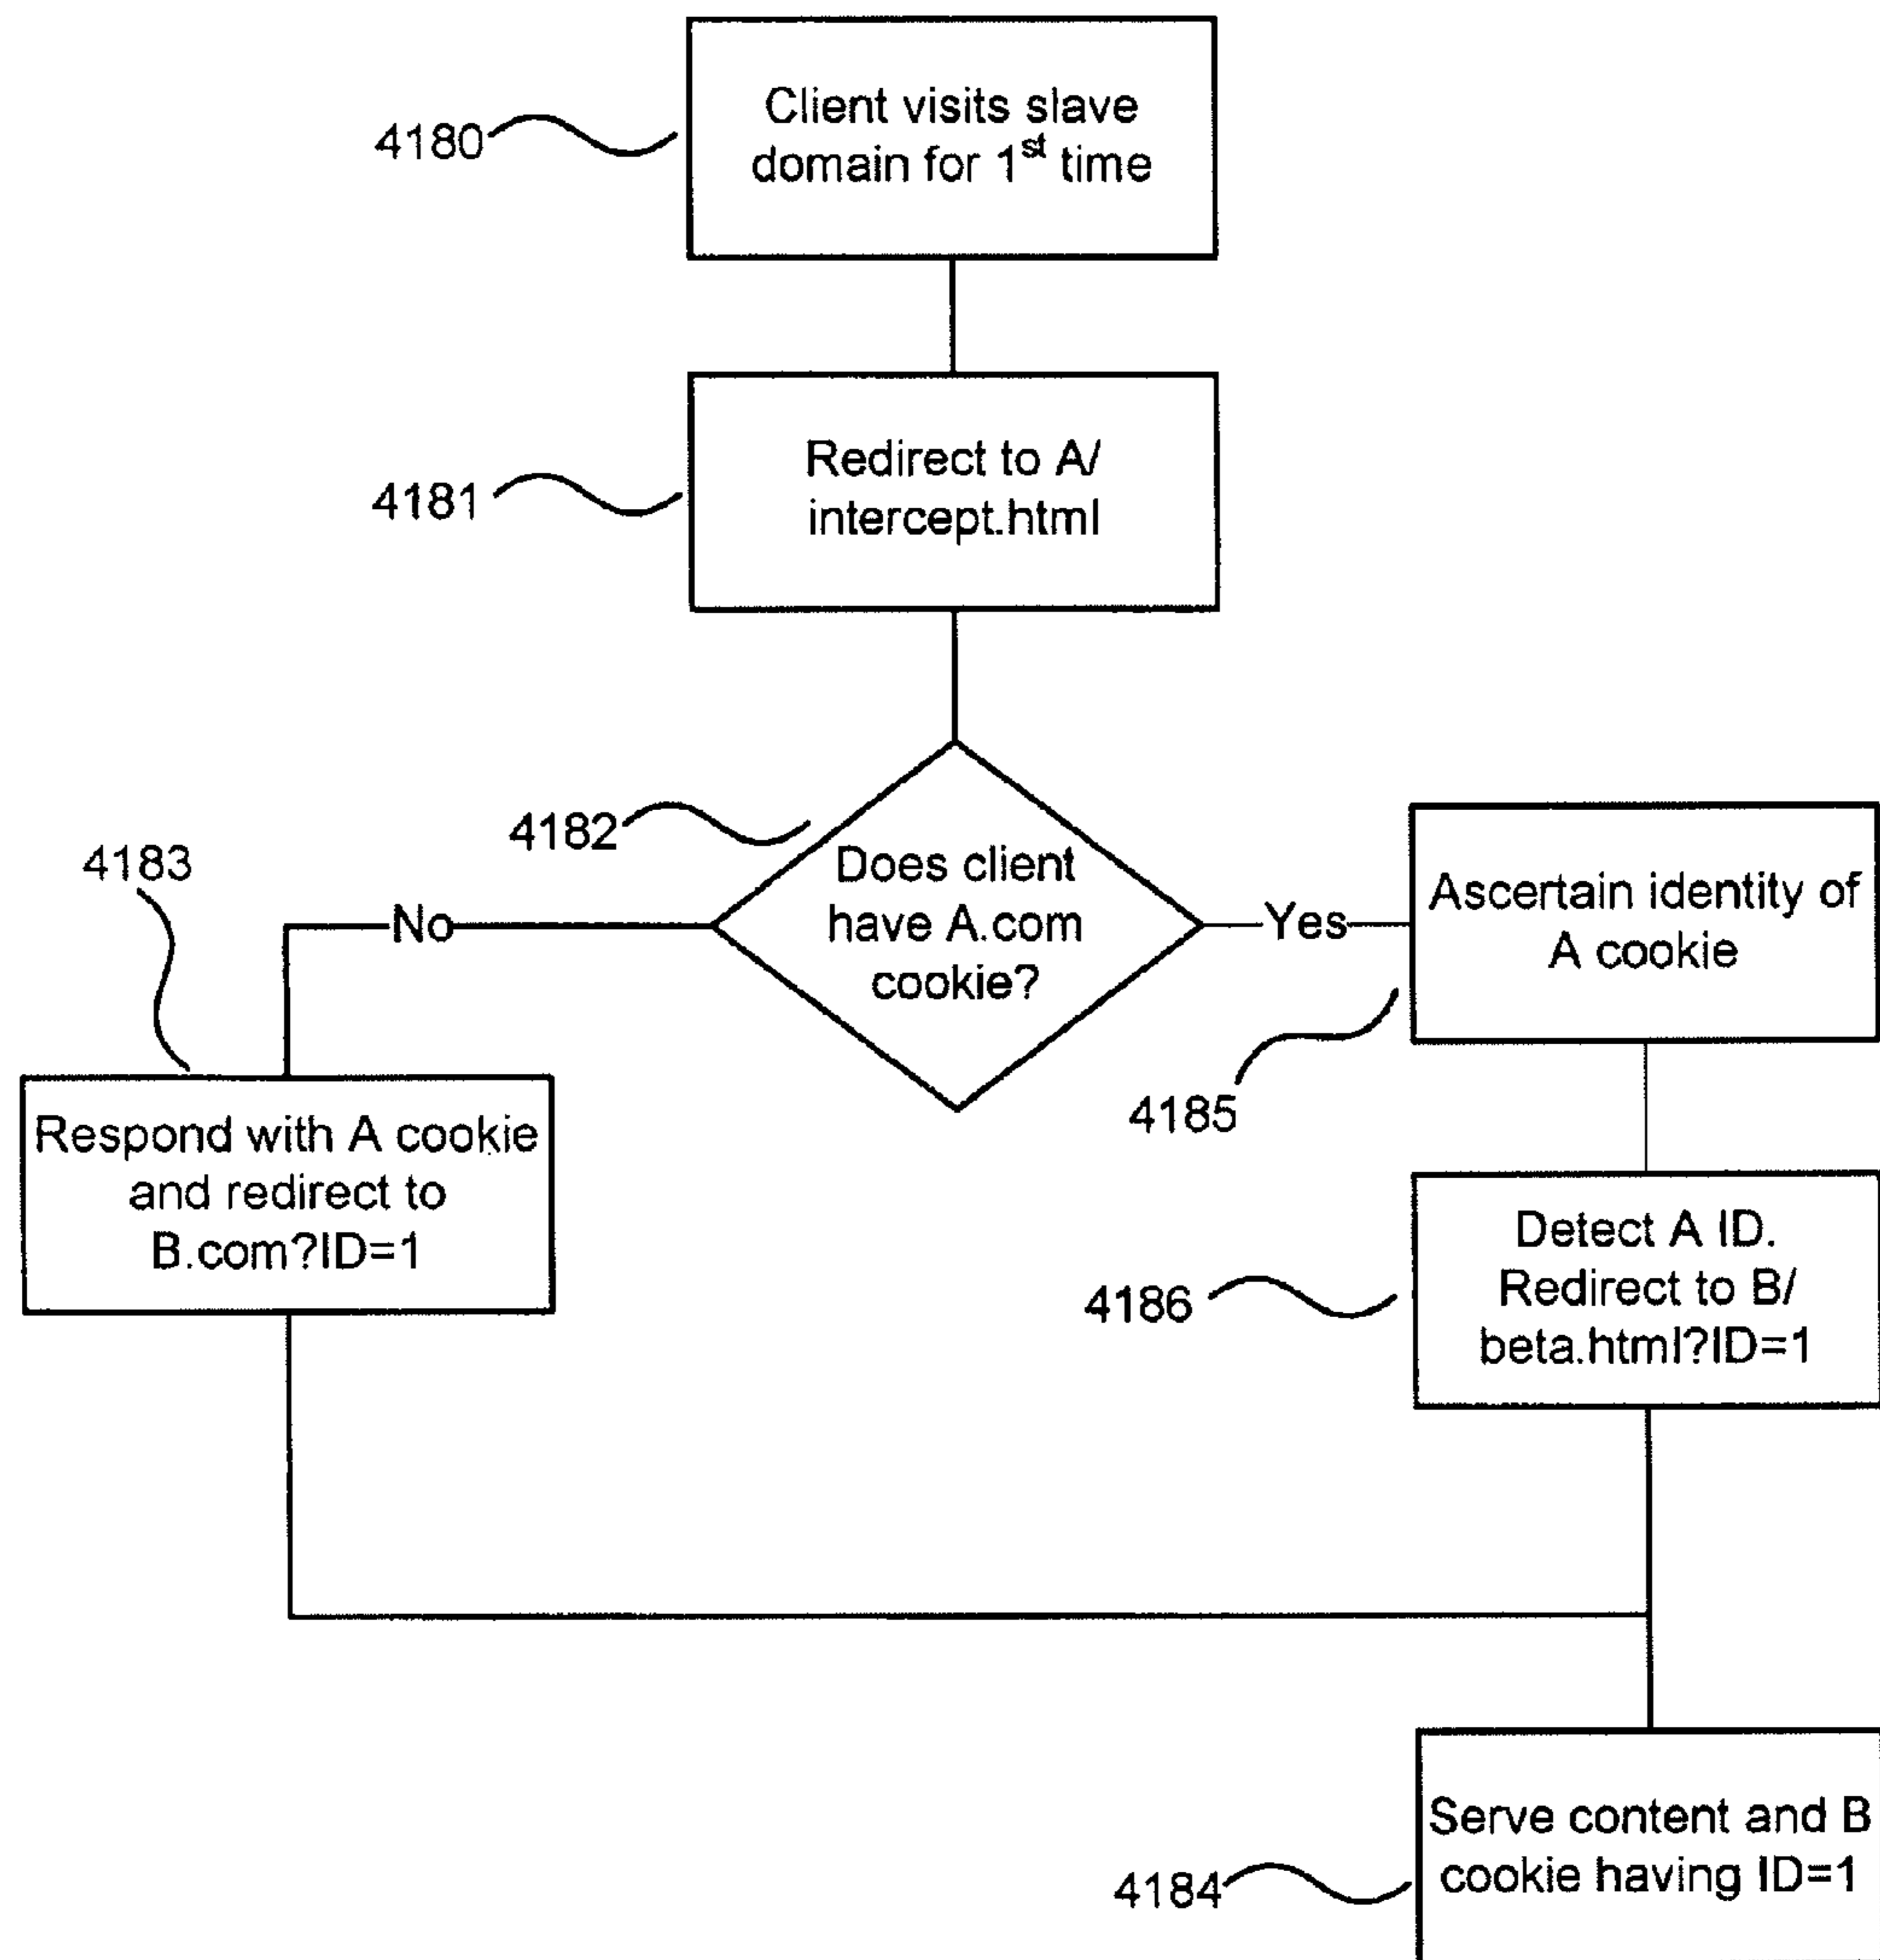 Client visits slave
domain for 1st time
4180
Redirect to A/
intercept.html
4181
4182
Does client
have A.com
cookie?
No
Yes
4183
Respond with A cookie
and redirect to
B.com?ID=1
Ascertain identity of
A cookie
4185
Detect A ID.
Redirect to B/
beta.html?ID=1
4186
Serve content and B
cookie having ID=1
4184